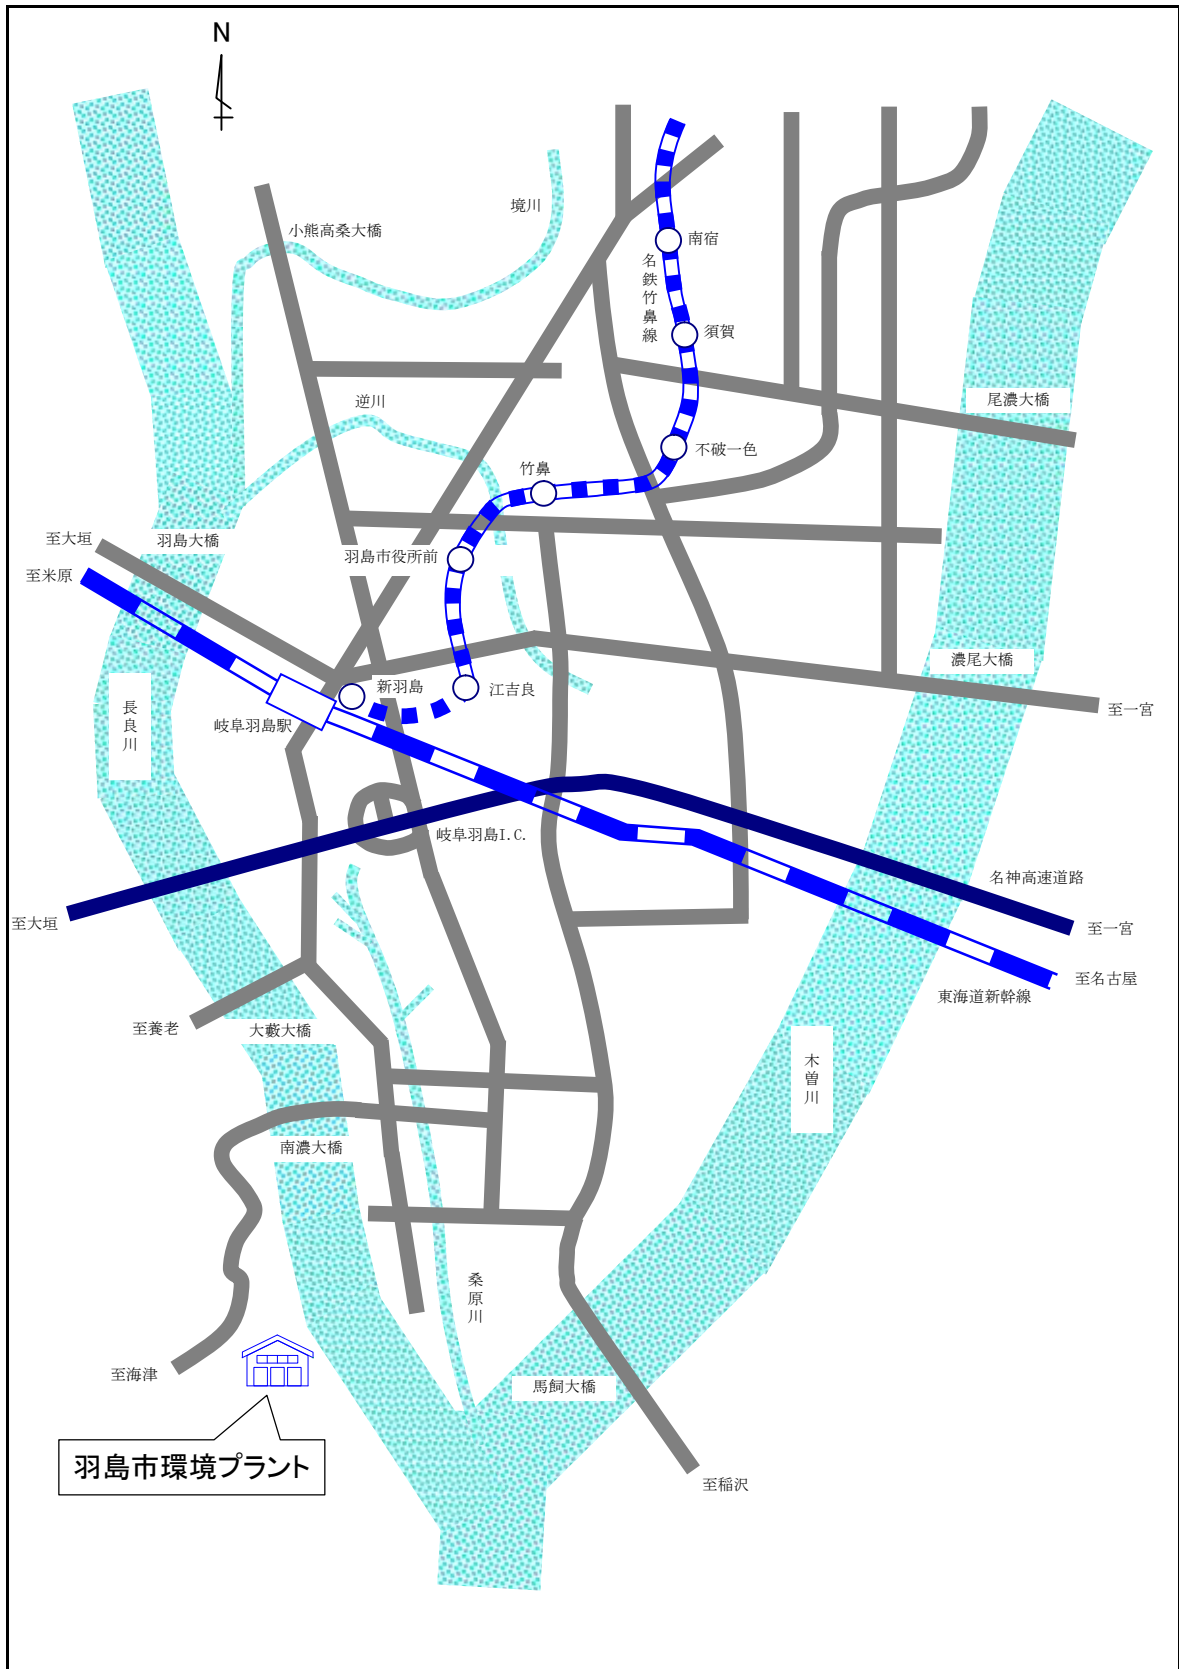 N
境川
小熊高桑大橋
南宿
名鉄竹鼻線
須賀
尾濃大橋
逆川
不破一色
竹鼻
至大垣
羽島大橋
羽島市役所前
至米原
濃尾大橋
新羽島
江吉良
長良川
岐阜羽島駅
至一宮
岐阜羽島I.C.
名神高速道路
至大垣
至一宮
至名古屋
東海道新幹線
至養老
大藪大橋
木曽川
南濃大橋
桑原川
至海津
馬飼大橋
羽島市環境プラント
至稲沢